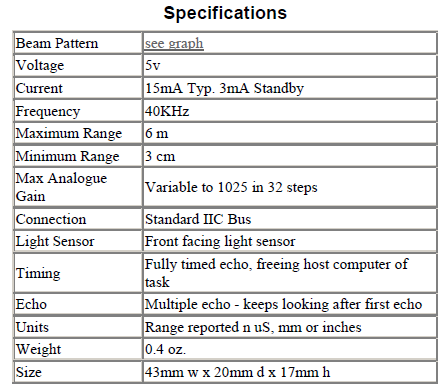 Specifications
Beam Pattern see graph
Voltage 5v
Current 15mA Typ. 3mA Standby
Frequency 40KHz
Maximum Range 6 m
Minimum Range 3 cm
Max Analogue
Gain Variable to 1025 in 32 steps
Connection Standard IIC Bus
Light Sensor Front facing light sensor
Timing Fully timed echo, freeing host computer of
task
Echo Multiple echo - keeps looking after first echo
Units Range reported n uS, mm or inches
Weight 0.4 oz.
Size 43mm w x 20mm d x 17mm h